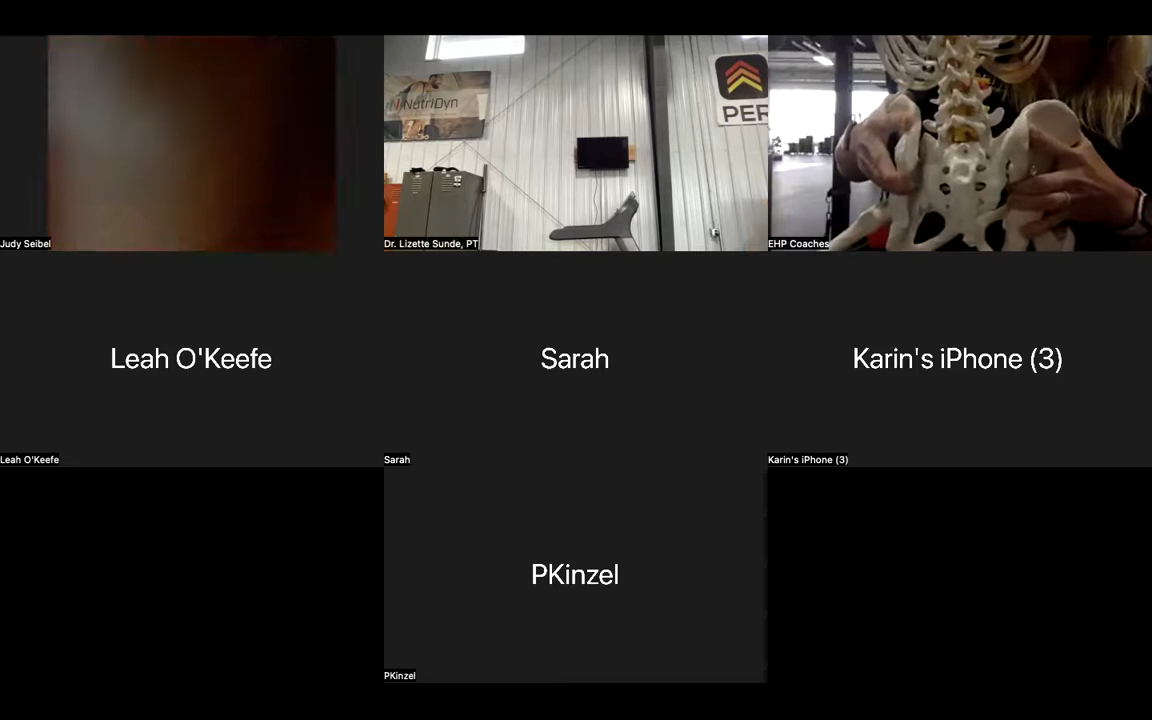 NutriDyn
PER
Judy Seibel
Dr. Lizette Sunde, PT
EHP Coaches
Leah O'Keefe
Sarah
Karin's iPhone (3)
Leah O'Keefe
Sarah
Karin's iPhone (3)
PKinzel
PKinzel